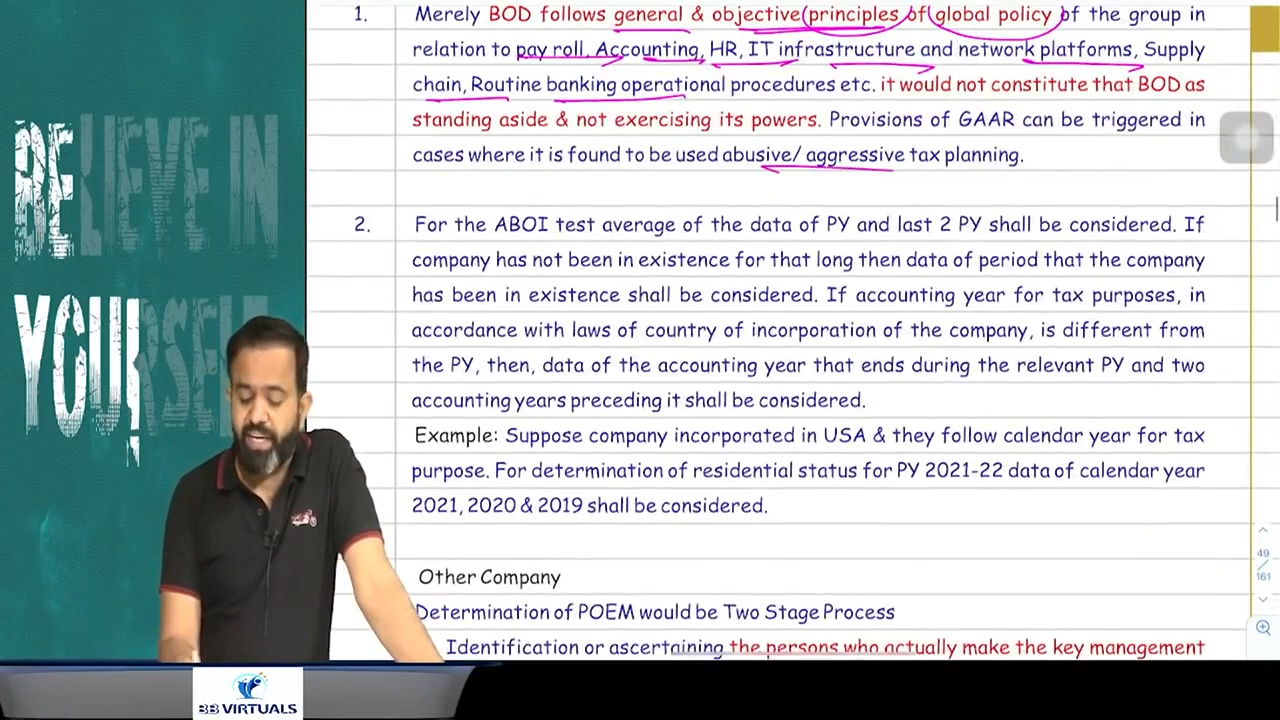 BELIEVE IN
YOURSELF
1. Merely BOD follows general & objective principles of global policy of the group in
relation to pay roll, Accounting, HR, IT infrastructure and network platforms, Supply
chain, Routine banking operational procedures etc. it would not constitute that BOD as
standing aside & not exercising its powers. Provisions of GAAR can be triggered in
cases where it is found to be used abusive/ aggressive tax planning.
2. For the ABOI test average of the data of PY and last 2 PY shall be considered. If
company has not been in existence for that long then data of period that the company
has been in existence shall be considered. If accounting year for tax purposes, in
accordance with laws of country of incorporation of the company, is different from
the PY, then, data of the accounting year that ends during the relevant PY and two
accounting years preceding it shall be considered.
Example: Suppose company incorporated in USA & they follow calendar year for tax
purpose. For determination of residential status for PY 2021-22 data of calendar year
2021, 2020 & 2019 shall be considered.
Other Company
Determination of POEM would be Two Stage Process
Identification or ascertaining the persons who actually make the key management
49
/
161
BB VIRTUALS